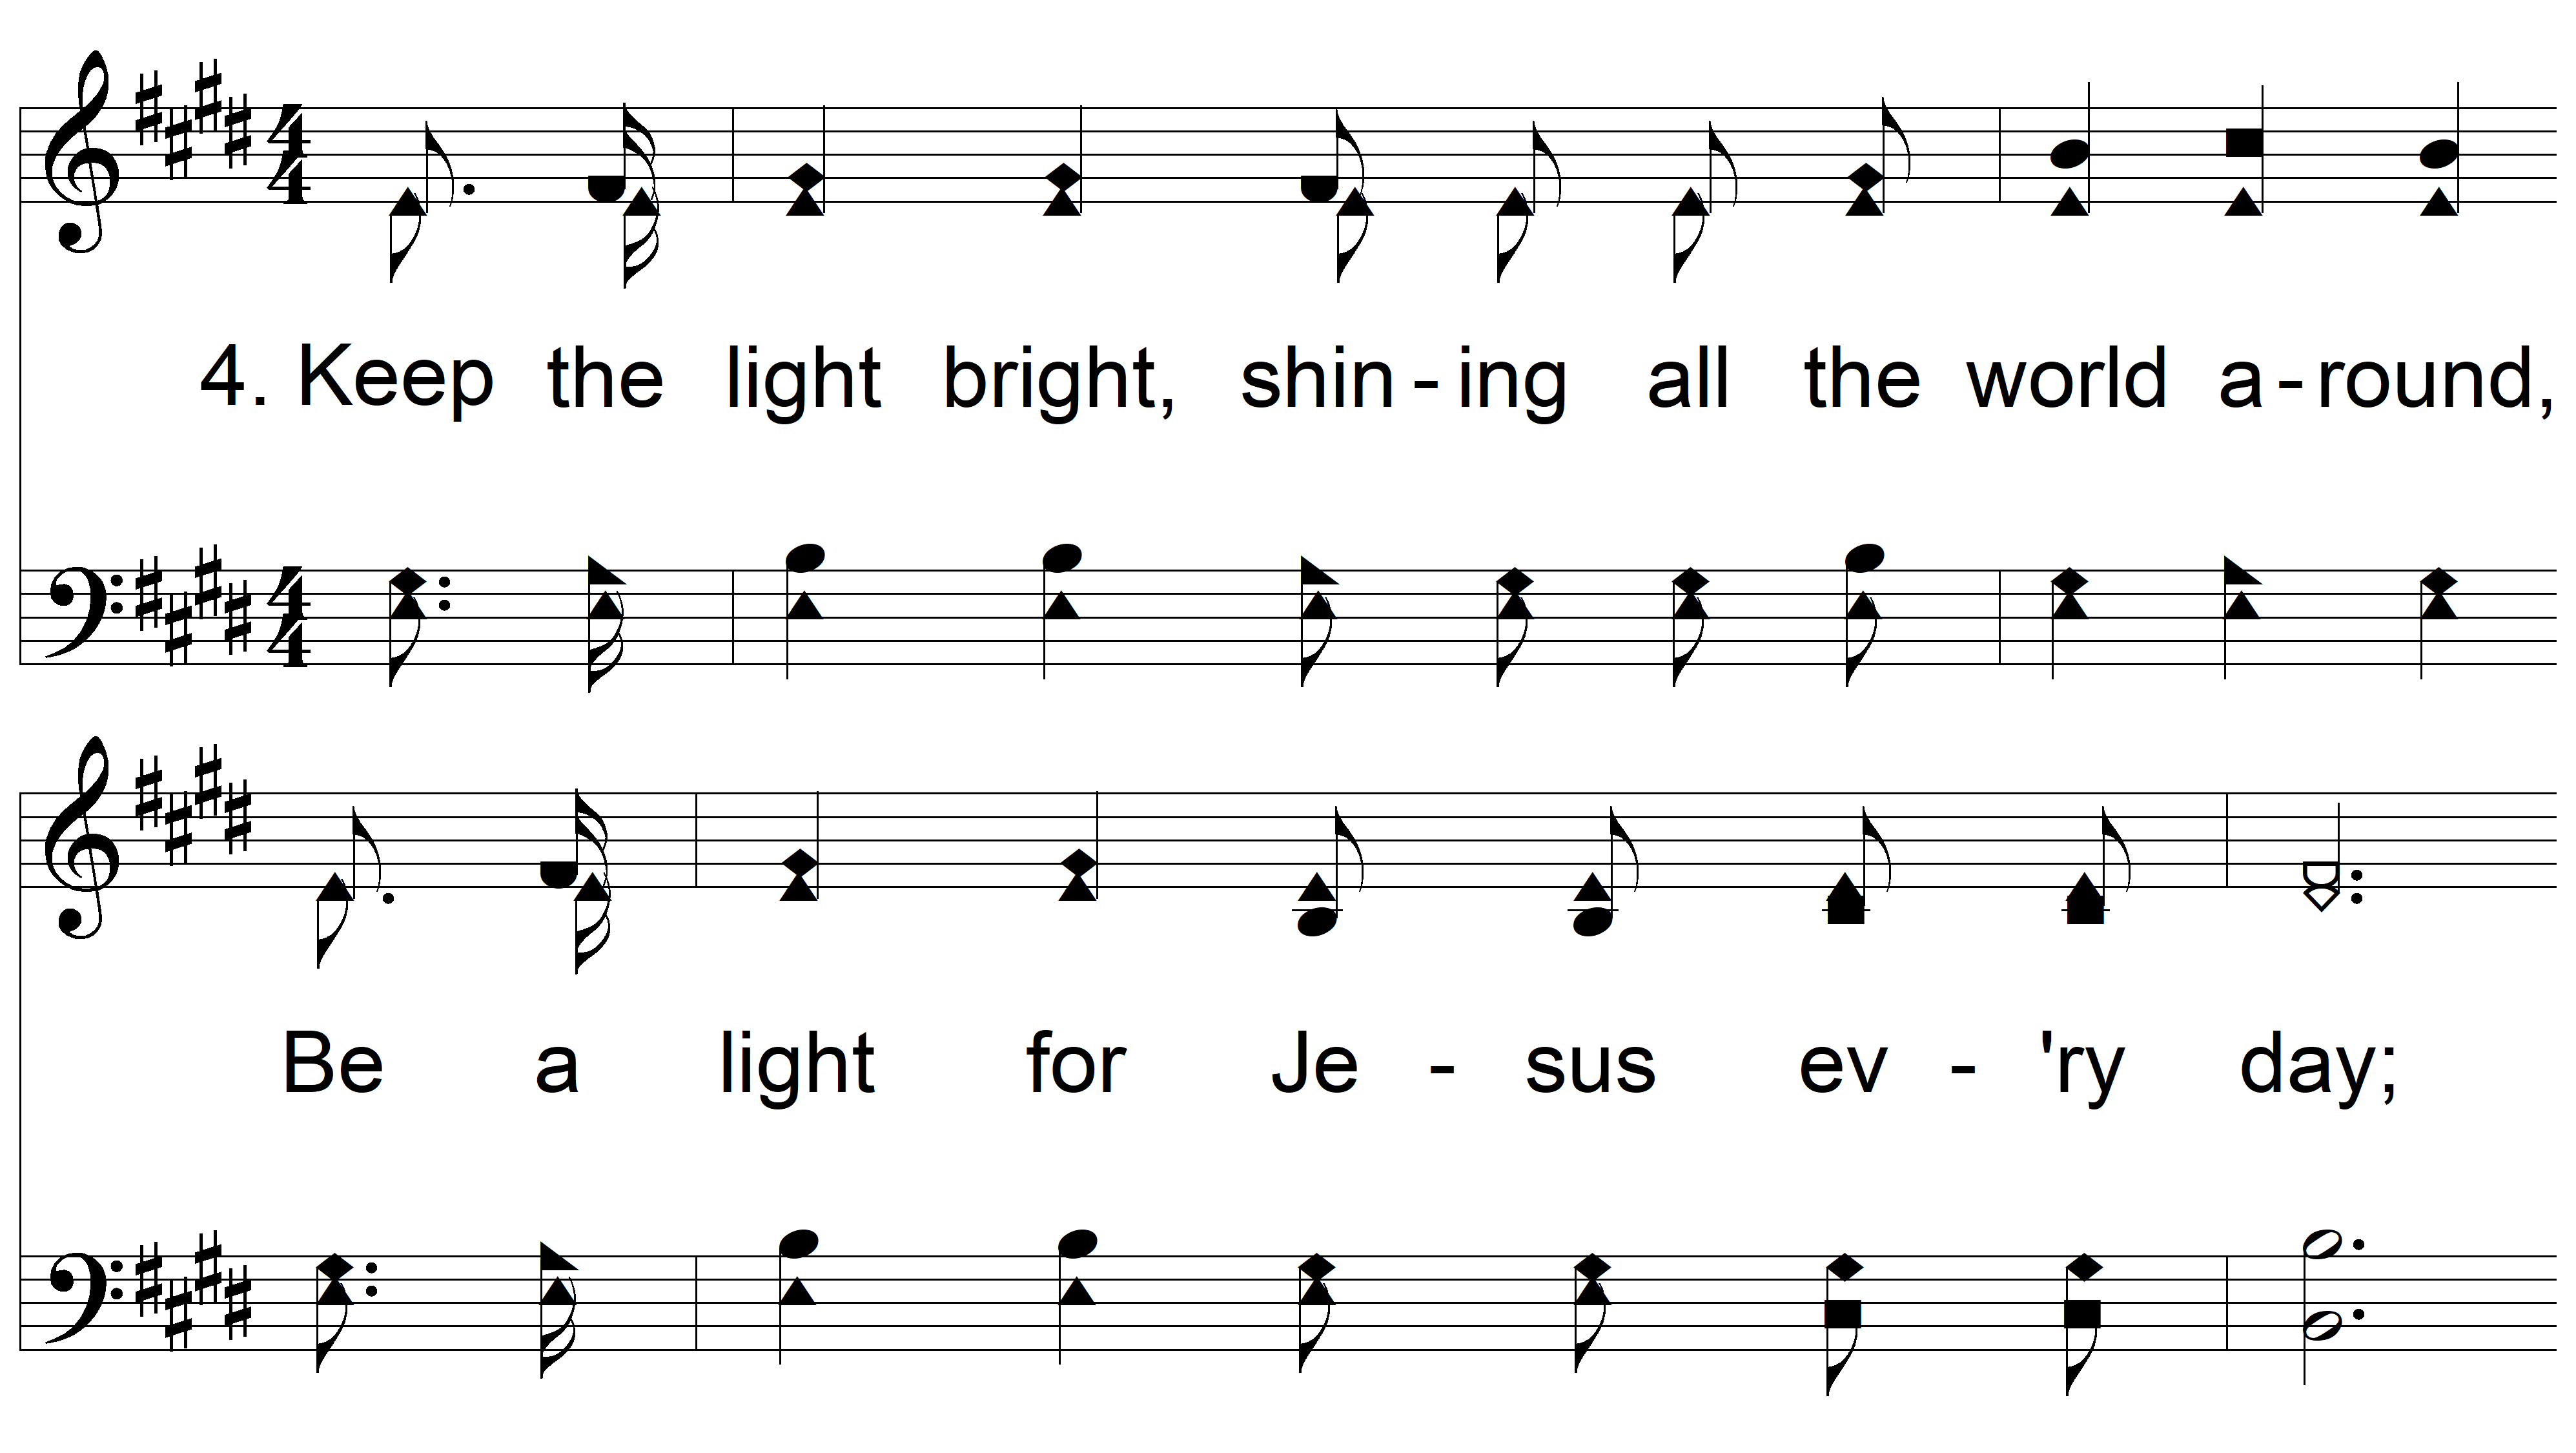 4. Keep the light bright, shin - ing all the world a - round,
Be a light for Je - sus ev - 'ry day;